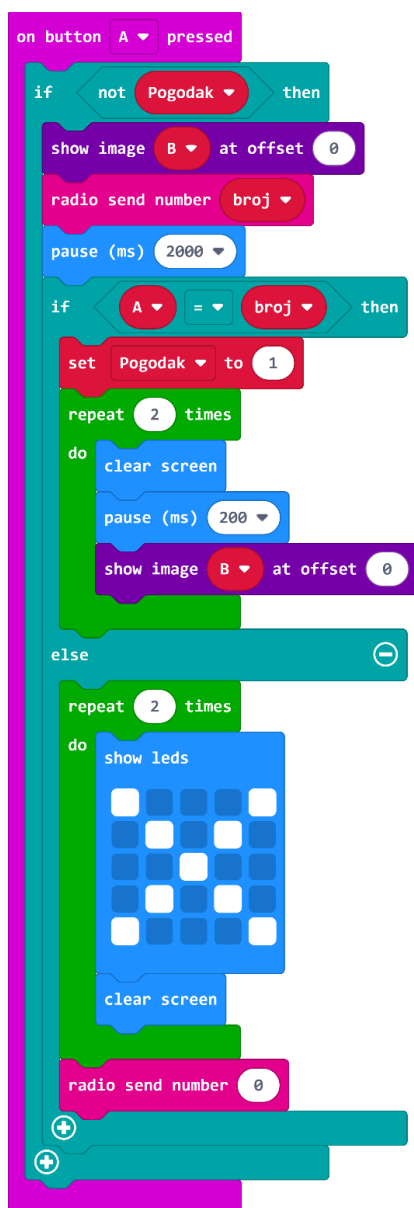 on button A pressed
if not Pogodak then
show image B at offset 0
radio send number broj
pause (ms) 2000
if A = broj then
set Pogodak to 1
repeat 2 times
do
clear screen
pause (ms) 200
show image B at offset 0
else
repeat 2 times
do
show leds
clear screen
radio send number 0